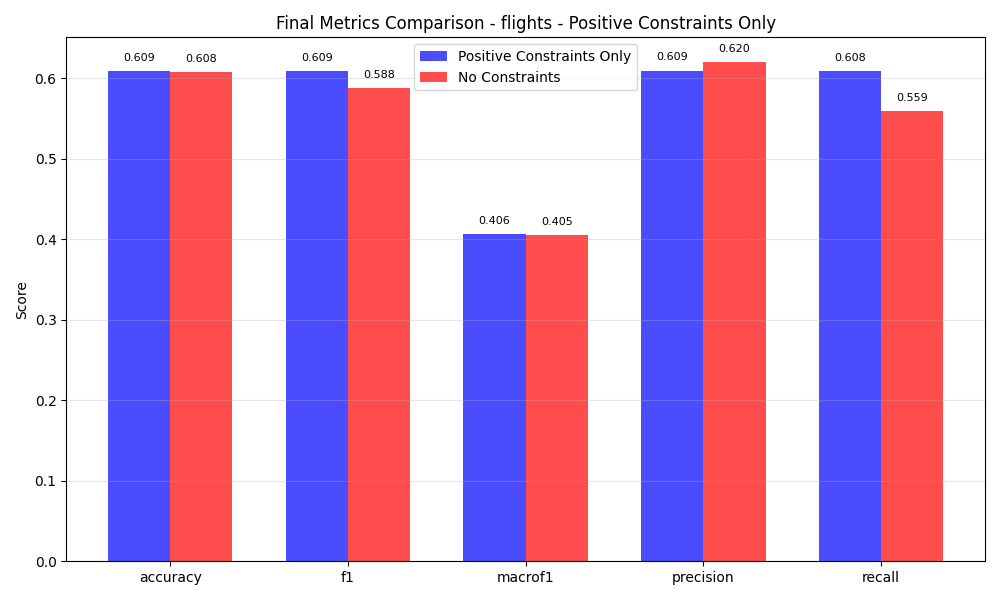 Final Metrics Comparison - flights - Positive Constraints Only
Positive Constraints Only
No Constraints
Score
0.6
0.5
0.4
0.3
0.2
0.1
0.0
0.609
0.608
0.609
0.588
0.406
0.405
0.609
0.620
0.608
0.559
accuracy
f1
macrof1
precision
recall